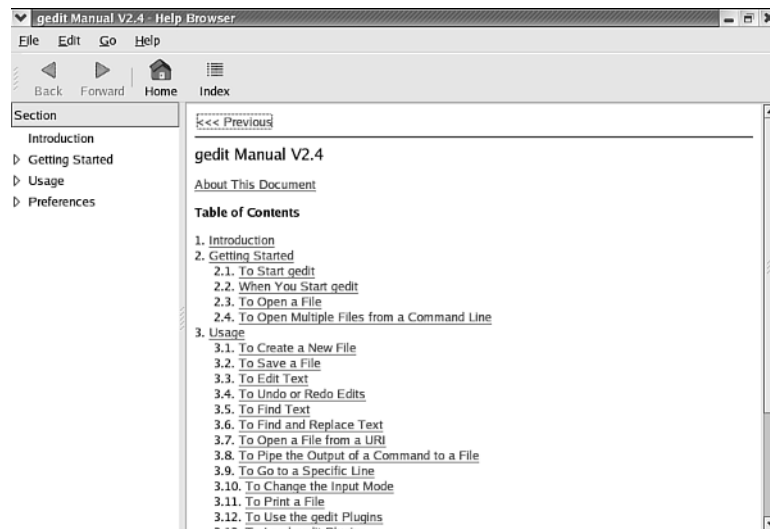 gedit Manual V2.4 - Help Browser
File Edit Go Help
Back Forward Home Index
Section
Introduction
Getting Started
Usage
Preferences
<<< Previous
gedit Manual V2.4
About This Document
Table of Contents
1. Introduction
2. Getting Started
2.1. To Start gedit
2.2. When You Start gedit
2.3. To Open a File
2.4. To Open Multiple Files from a Command Line
3. Usage
3.1. To Create a New File
3.2. To Save a File
3.3. To Edit Text
3.4. To Undo or Redo Edits
3.5. To Find Text
3.6. To Find and Replace Text
3.7. To Open a File from a URI
3.8. To Pipe the Output of a Command to a File
3.9. To Go to a Specific Line
3.10. To Change the Input Mode
3.11. To Print a File
3.12. To Use the gedit Plugins